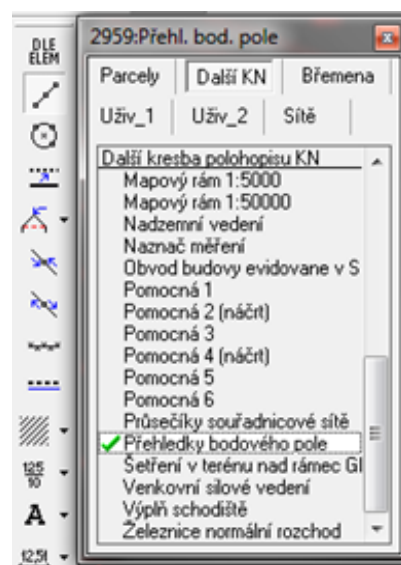 2959:Přehl. bod. pole
DLE
ELEM
Parcely Další KN Břemena
Uživ_1 Uživ_2 Sítě
Další kresba polohopisu KN
Mapový rám 1:5000
Mapový rám 1:50000
Nadzemní vedení
Naznač měření
Obvod budovy evidovane v S
Pomocná 1
Pomocná 2 (náčrt)
Pomocná 3
Pomocná 4 (náčrt)
Pomocná 5
Pomocná 6
Průsečíky souřadnicové sítě
Přehledky bodového pole
Šetření v terénu nad rámec GI
Venkovní silové vedení
Výplň schodiště
Železnice normální rozchod
125
10
A
12,51